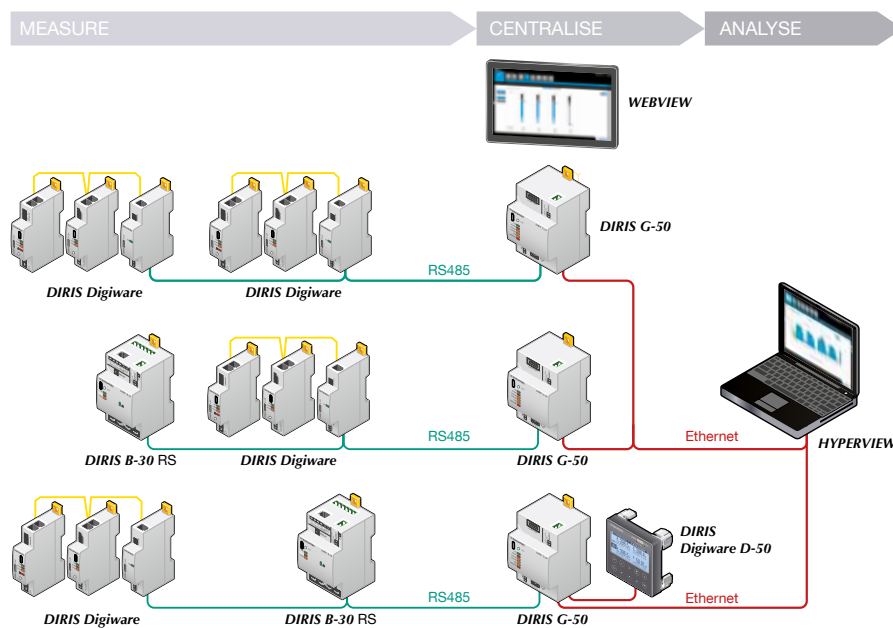 MEASURE
CENTRALISE
ANALYSE
WEBVIEW
DIRIS G-50
DIRIS Digiware
DIRIS Digiware
RS485
DIRIS B-30 RS
DIRIS Digiware
RS485
DIRIS G-50
Ethernet
HYPERVIEW
DIRIS
Digiware D-50
DIRIS Digiware
DIRIS B-30 RS
RS485
DIRIS G-50
Ethernet